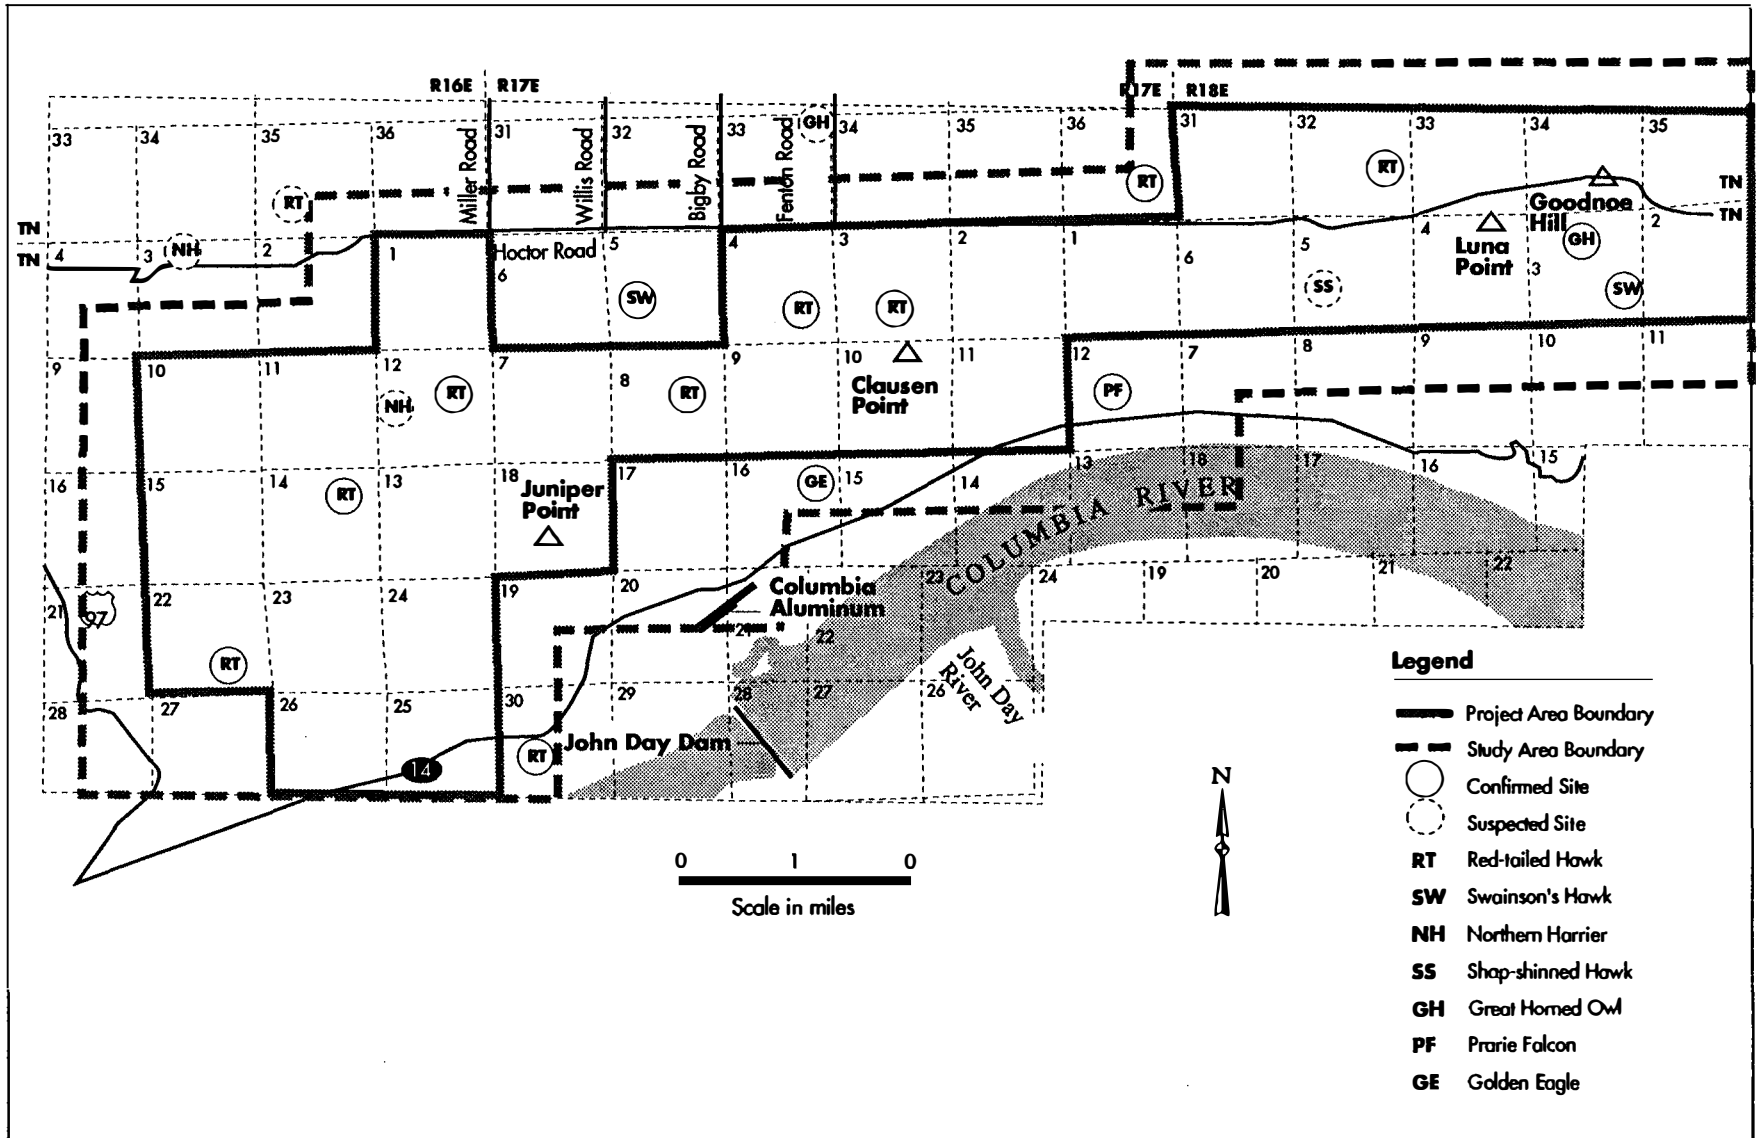 R16E R17E
R17E R18E
33 34 35 36 31 32 33 34 35 36 31 32 33 34 35
Miller Road
Willis Road
Bigby Road
Fenton Road
GH
RT
RT
RT
TN
TN
TN
TN
Goodnoe
Hill
Luna
Point
4 3 2 1 6 5 4 3 2 1 6 5 4 3 2
NH
Hoctor Road
GH
SW
RT
RT
SS
SW
9 10 11 12 7 8 9 10 11 12 7 8 9 10 11
NH
RT
RT
Clausen
Point
PF
16 15 14 13 18 17 16 15 14 13 18 17 16 15
RT
Juniper
Point
GE
COLUMBIA RIVER
21 22 23 24 19 20 21 22 23 24 19 20 21 22
97
Columbia
Aluminum
RT
John Day
River
28 27 26 25 30 29 28 27 26
14
RT
John Day Dam
0 1 0
Scale in miles
N
Legend
Project Area Boundary
Study Area Boundary
Confirmed Site
Suspected Site
RT Red-tailed Hawk
SW Swainson's Hawk
NH Northern Harrier
SS Shap-shinned Hawk
GH Great Horned Owl
PF Prarie Falcon
GE Golden Eagle